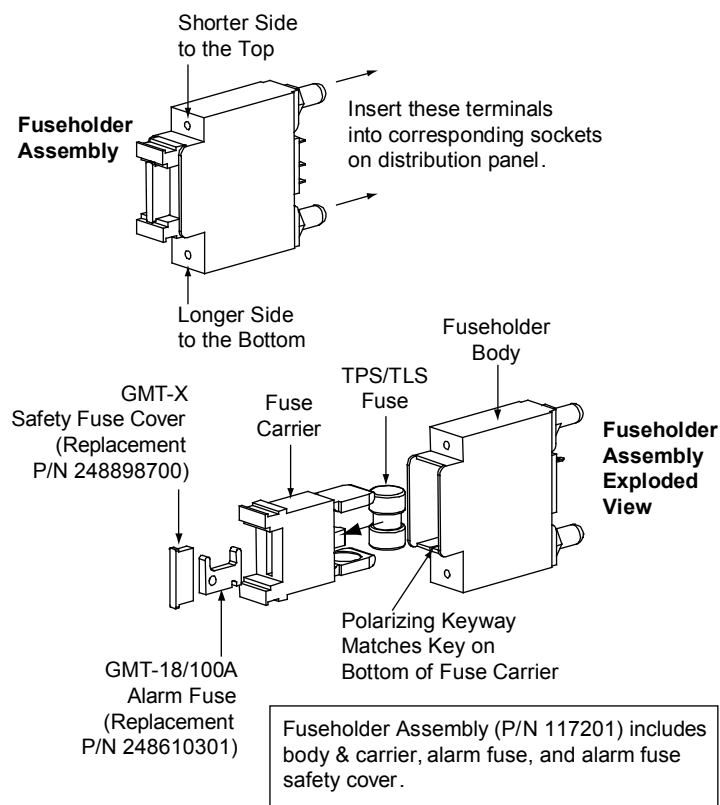 Shorter Side
to the Top
Fuseholder
Assembly
Insert these terminals
into corresponding sockets
on distribution panel.
Longer Side
to the Bottom
Fuseholder
Body
GMT-X
Safety Fuse Cover
(Replacement
P/N 248898700)
Fuse
Carrier
TPS/TLS
Fuse
Fuseholder
Assembly
Exploded
View
Polarizing Keyway
Matches Key on
Bottom of Fuse Carrier
GMT-18/100A
Alarm Fuse
(Replacement
P/N 248610301)
Fuseholder Assembly (P/N 117201) includes
body & carrier, alarm fuse, and alarm fuse
safety cover.